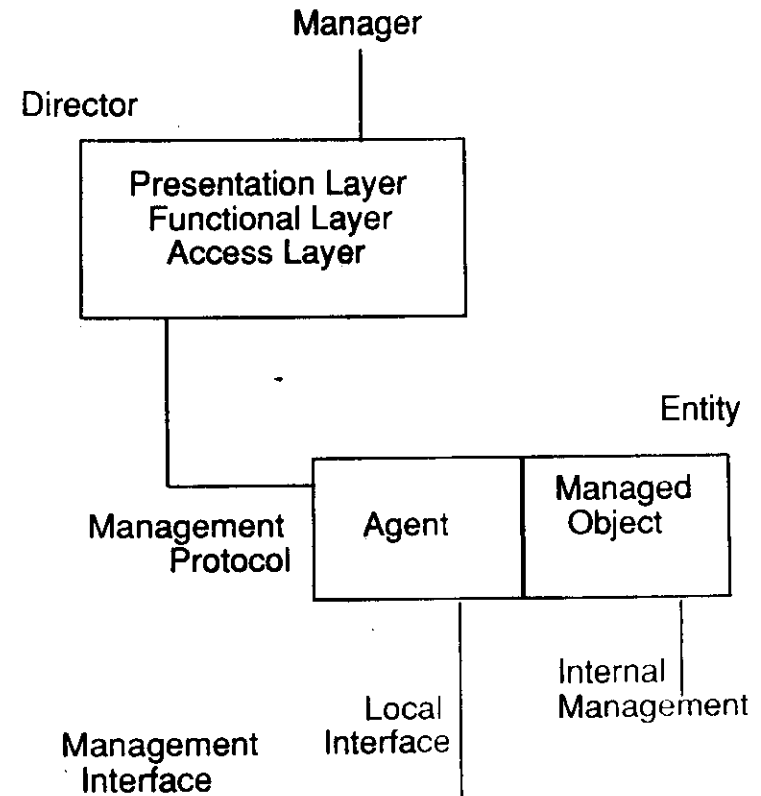 Manager
Director
Presentation Layer
Functional Layer
Access Layer
Entity
Management
Protocol
Agent
Managed
Object
Internal
Management
Local
Interface
Management
Interface